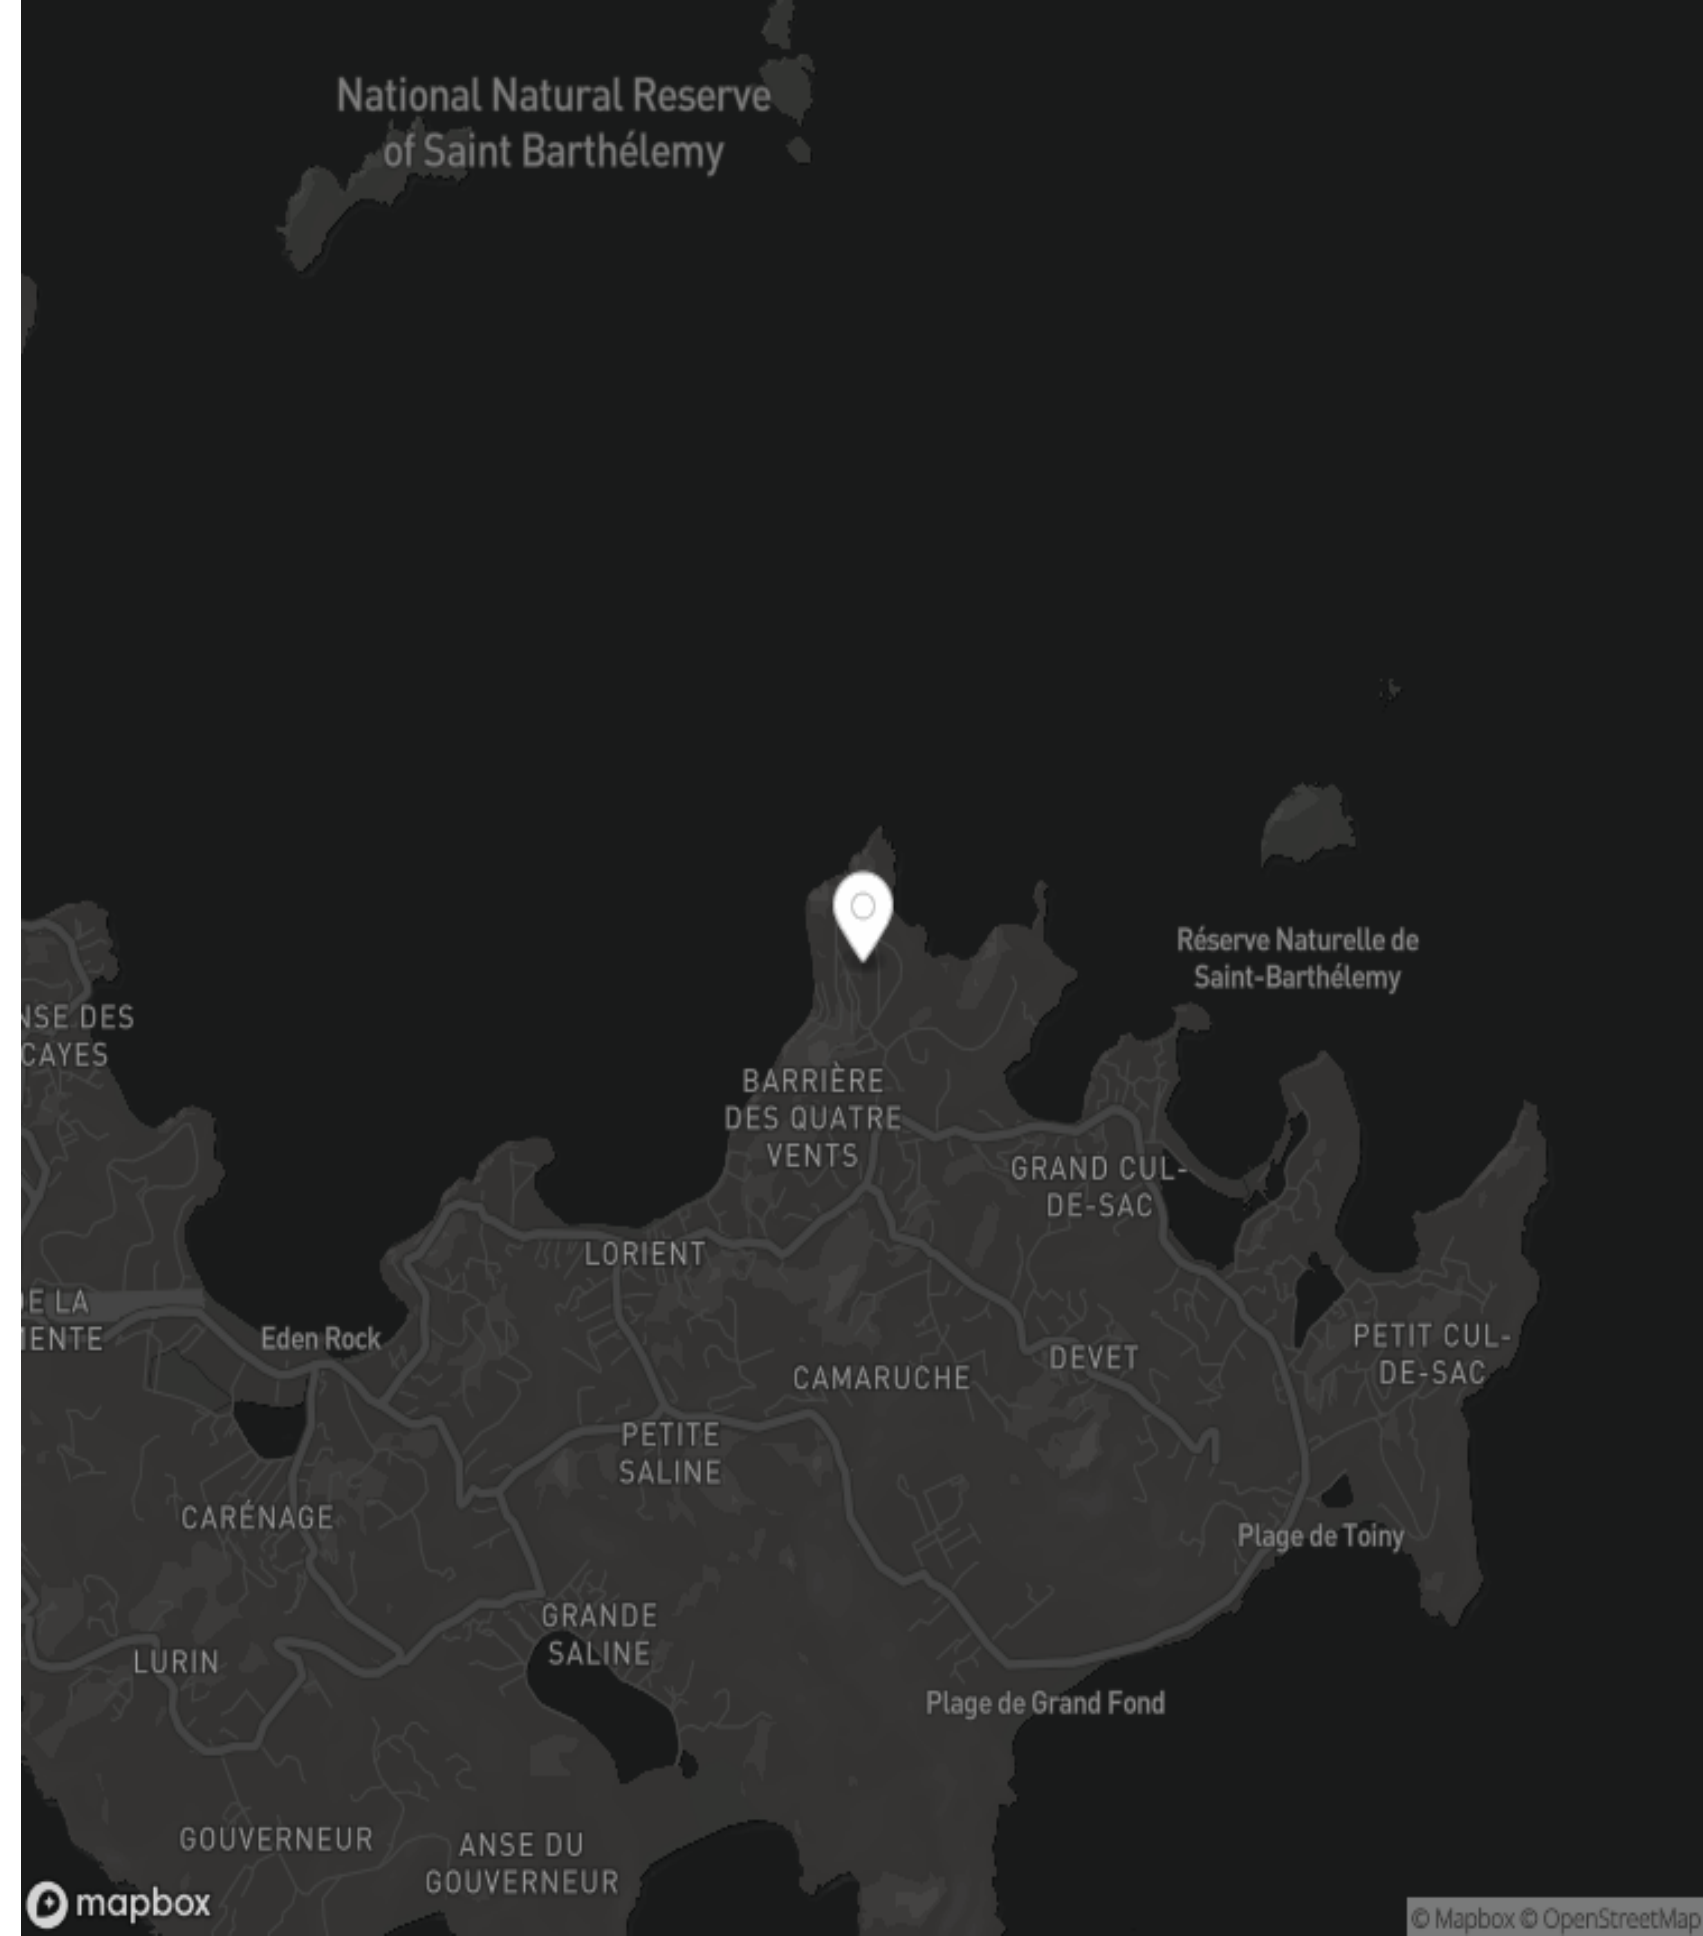 National Natural Reserve
of Saint Barthélemy
Réserve Naturelle de
Saint-Barthélemy
NSE DES
CAYES
BARRIÈRE
DES QUATRE
VENTS
GRAND CUL-
DE-SAC
LORIENT
DE LA
MENTE
Eden Rock
PETIT CUL-
DE-SAC
DEVET
CAMARUCHE
PETITE
SALINE
CARÉNAGE
Plage de Toiny
GRANDE
SALINE
LURIN
Plage de Grand Fond
GOUVERNEUR
ANSE DU
GOUVERNEUR
mapbox
© Mapbox © OpenStreetMap